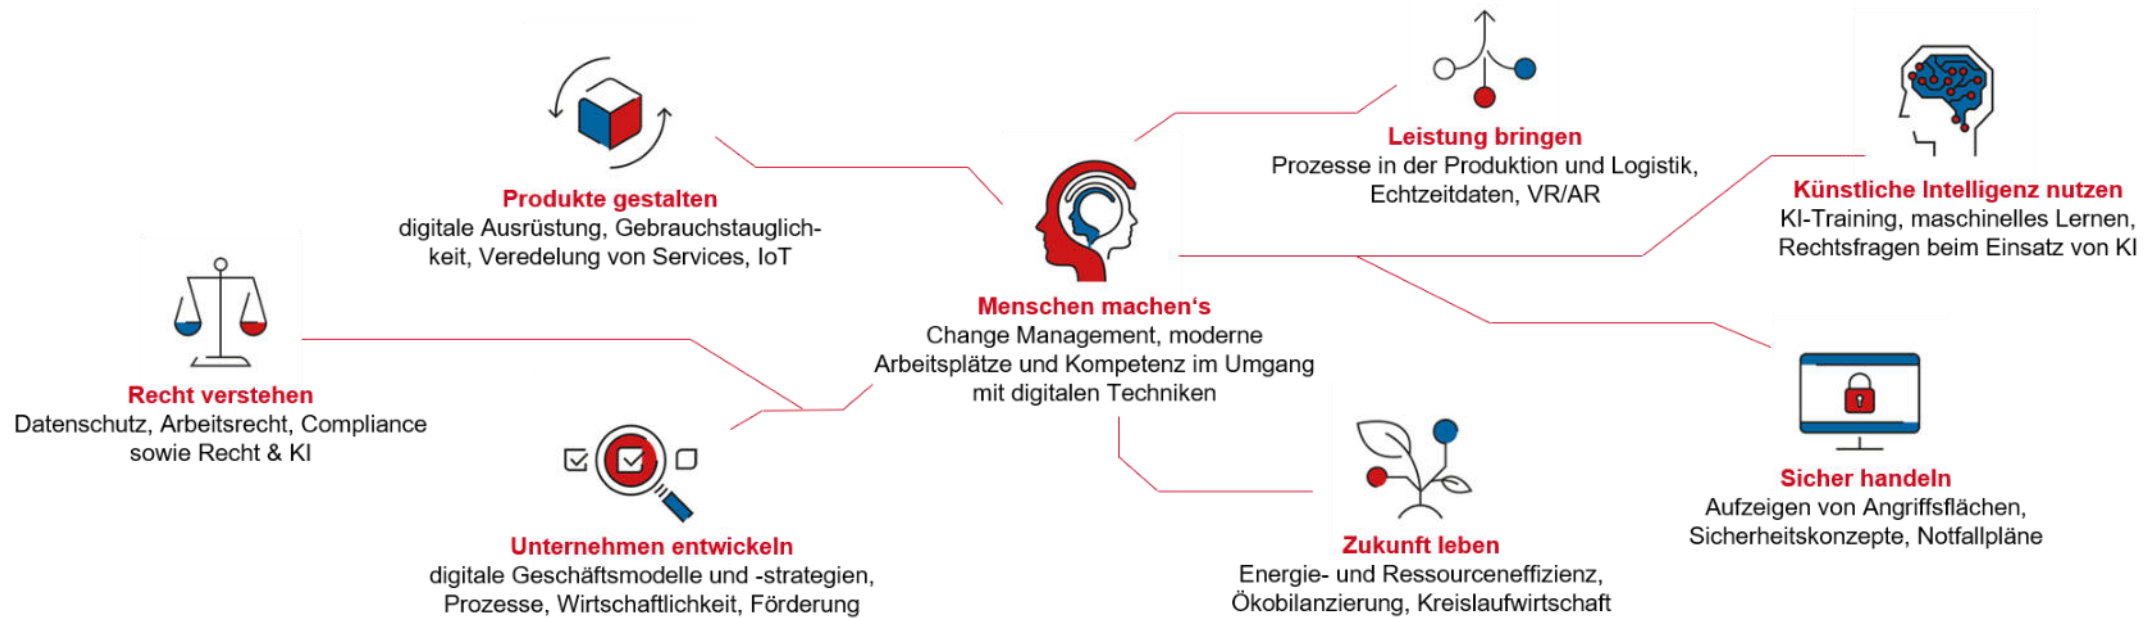 Leistung bringen
Prozesse in der Produktion und Logistik,
Echtzeitdaten, VR/AR
Künstliche Intelligenz nutzen
KI-Training, maschinelles Lernen,
Rechtsfragen beim Einsatz von KI
Produkte gestalten
digitale Ausrüstung, Gebrauchstauglich-
keit, Veredelung von Services, IoT
Menschen machen‘s
Change Management, moderne
Arbeitsplätze und Kompetenz im Umgang
mit digitalen Techniken
Recht verstehen
Datenschutz, Arbeitsrecht, Compliance
sowie Recht & KI
Sicher handeln
Aufzeigen von Angriffsflächen,
Sicherheitskonzepte, Notfallpläne
Unternehmen entwickeln
digitale Geschäftsmodelle und -strategien,
Prozesse, Wirtschaftlichkeit, Förderung
Zukunft leben
Energie- und Ressourceneffizienz,
Ökobilanzierung, Kreislaufwirtschaft